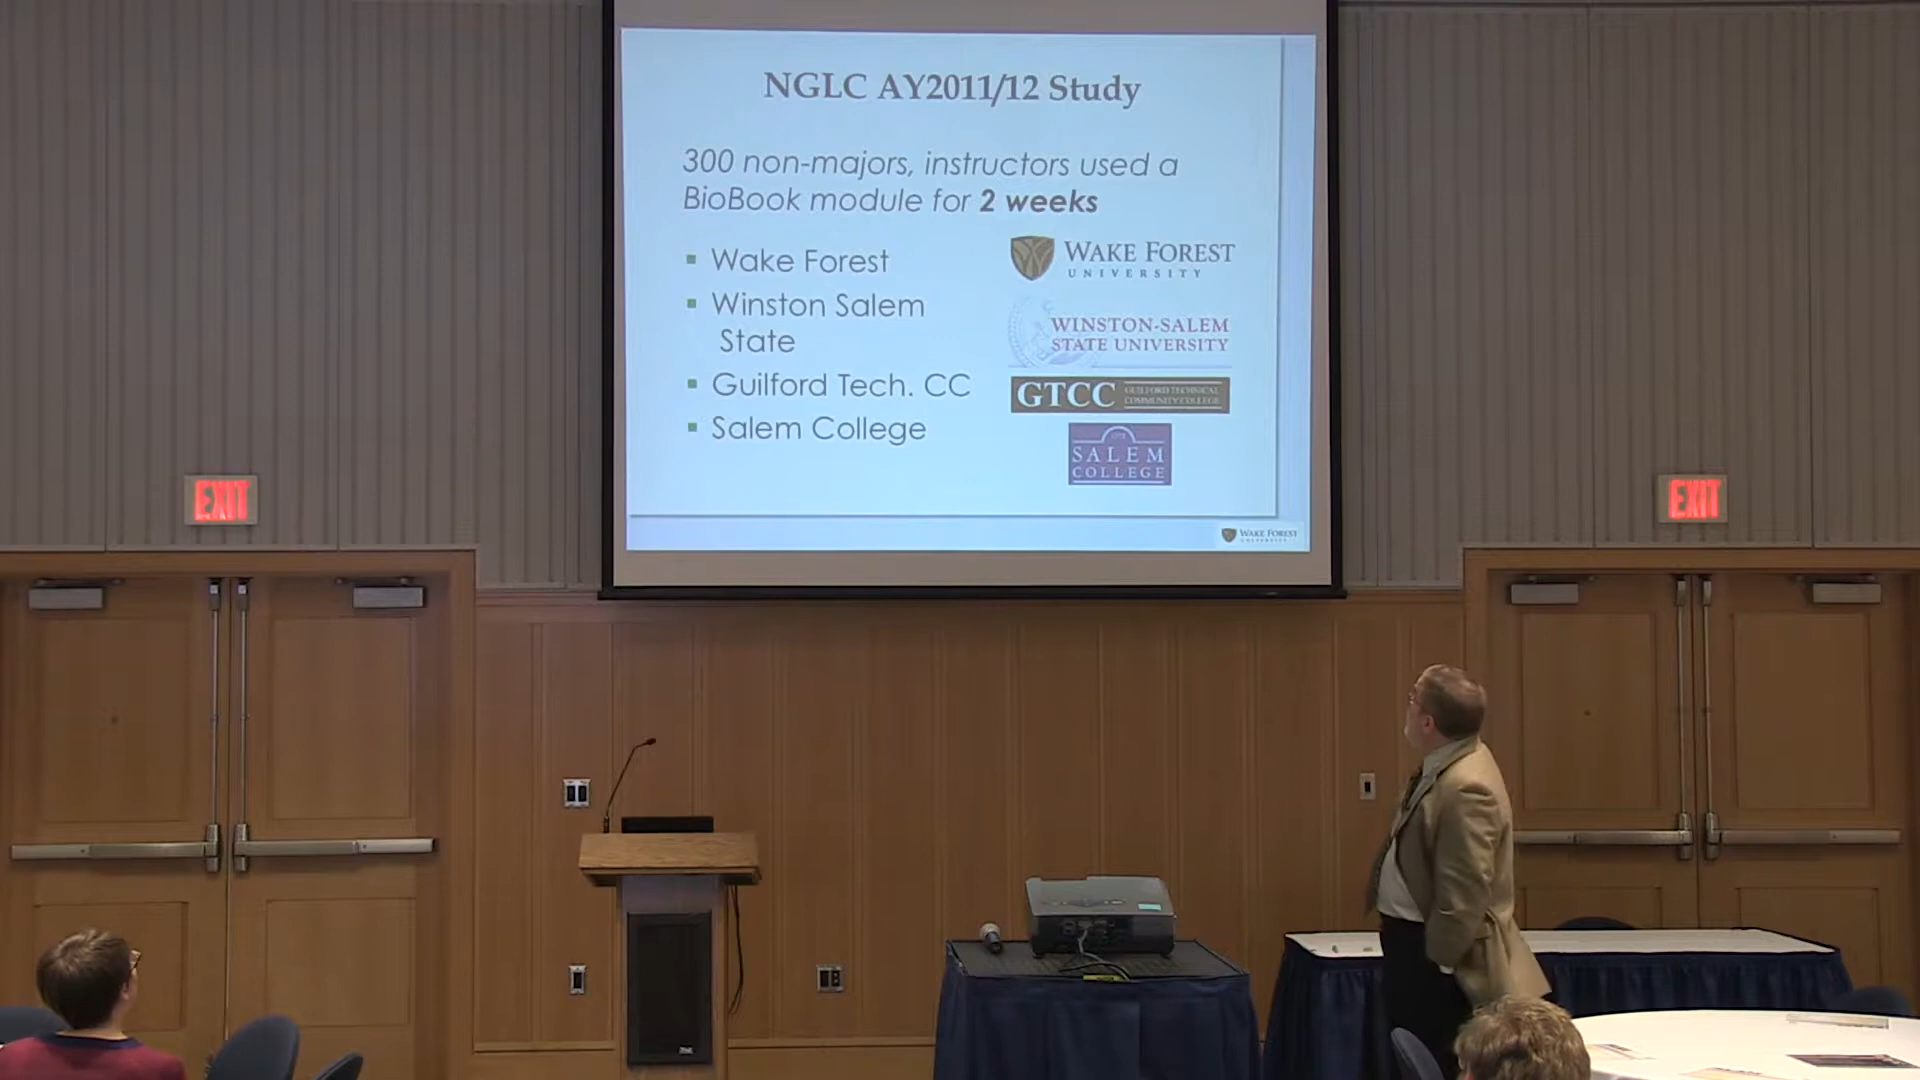 NGLC AY2011/12 Study
300 non-majors, instructors used a
BioBook module for 2 weeks
Wake Forest
Winston Salem
State
Guilford Tech. CC
Salem College
WAKE FOREST
UNIVERSITY
WINSTON-SALEM
STATE UNIVERSITY
GTCC
GUILFORD TECHNICAL
COMMUNITY COLLEGE
SALEM
COLLEGE
WAKE FOREST
UNIVERSITY
EXIT
EXIT